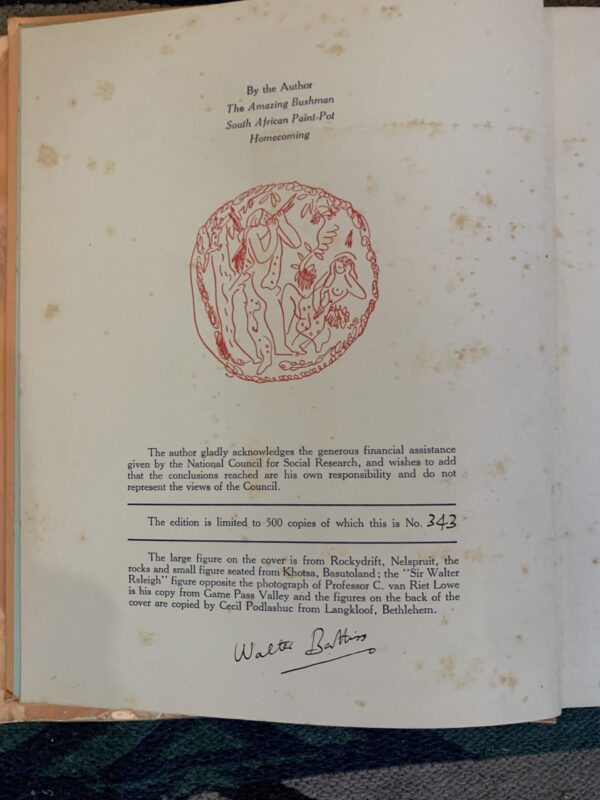 By the Author
The Amazing Bushman
South African Paint-Pot
Homecoming
The author gladly acknowledges the generous financial assistance
given by the National Council for Social Research, and wishes to add
that the conclusions reached are his own responsibility and do not
represent the views of the Council.
The edition is limited to 500 copies of which this is No. 343
The large figure on the cover is from Rockydrift, Nelspruit, the
rocks and small figure seated from Khotsa, Basutoland; the "Sir Walter
Raleigh" figure opposite the photograph of Professor C. van Riet Lowe
is his copy from Game Pass Valley and the figures on the back of the
cover are copied by Cecil Podlashuc from Langkloof, Bethlehem.
Walter Battiss